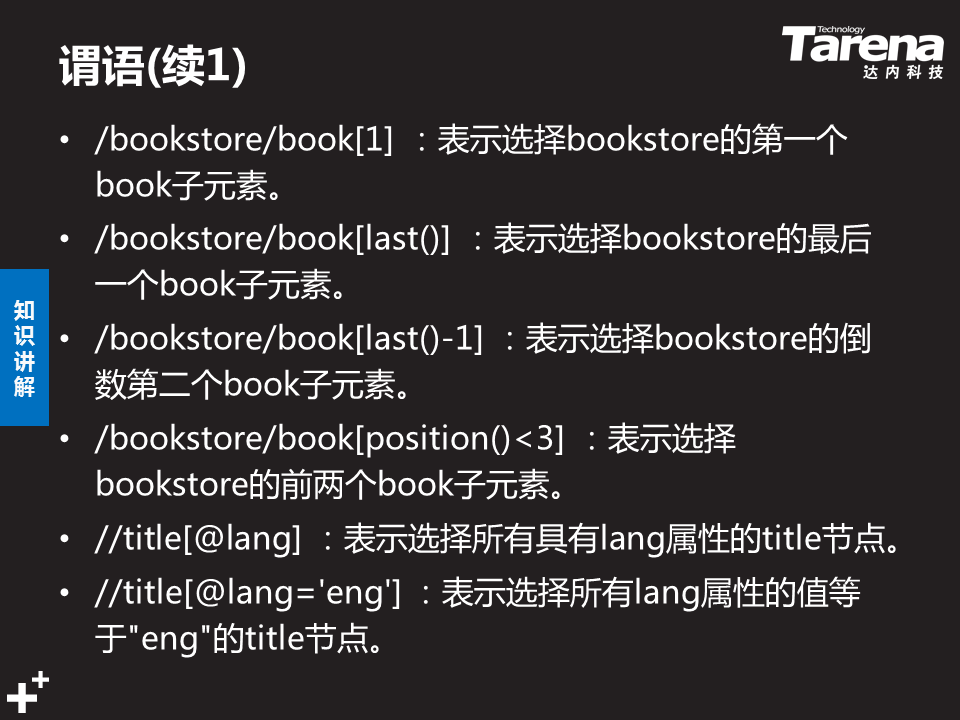 谓语(续1)
Technology
Tarena
达内科技
• /bookstore/book[1] ：表示选择bookstore的第一个
book子元素。
• /bookstore/book[last()] ：表示选择bookstore的最后
一个book子元素。
• /bookstore/book[last()-1] ：表示选择bookstore的倒
数第二个book子元素。
• /bookstore/book[position()<3] ：表示选择
bookstore的前两个book子元素。
• //title[@lang] ：表示选择所有具有lang属性的title节点。
• //title[@lang='eng'] ：表示选择所有lang属性的值等
于"eng"的title节点。
知
识
讲
解